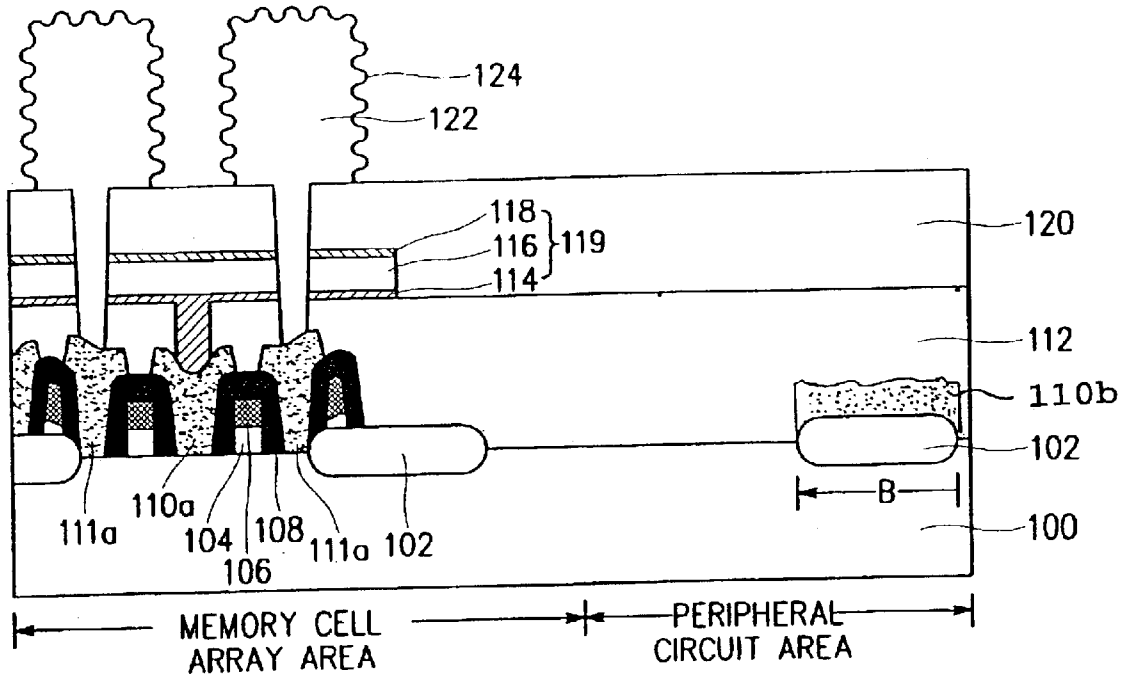 124
122
118
116
114
119
120
112
110b
102
B
100
111a
110a
104
106
108
111a
102
MEMORY CELL
ARRAY AREA
PERIPHERAL
CIRCUIT AREA